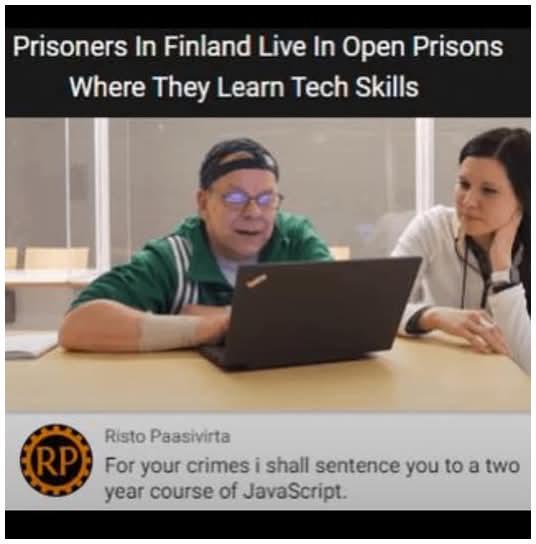 Prisoners In Finland Live In Open Prisons
Where They Learn Tech Skills
RP
Risto Paasivirta
For your crimes i shall sentence you to a two
year course of JavaScript.